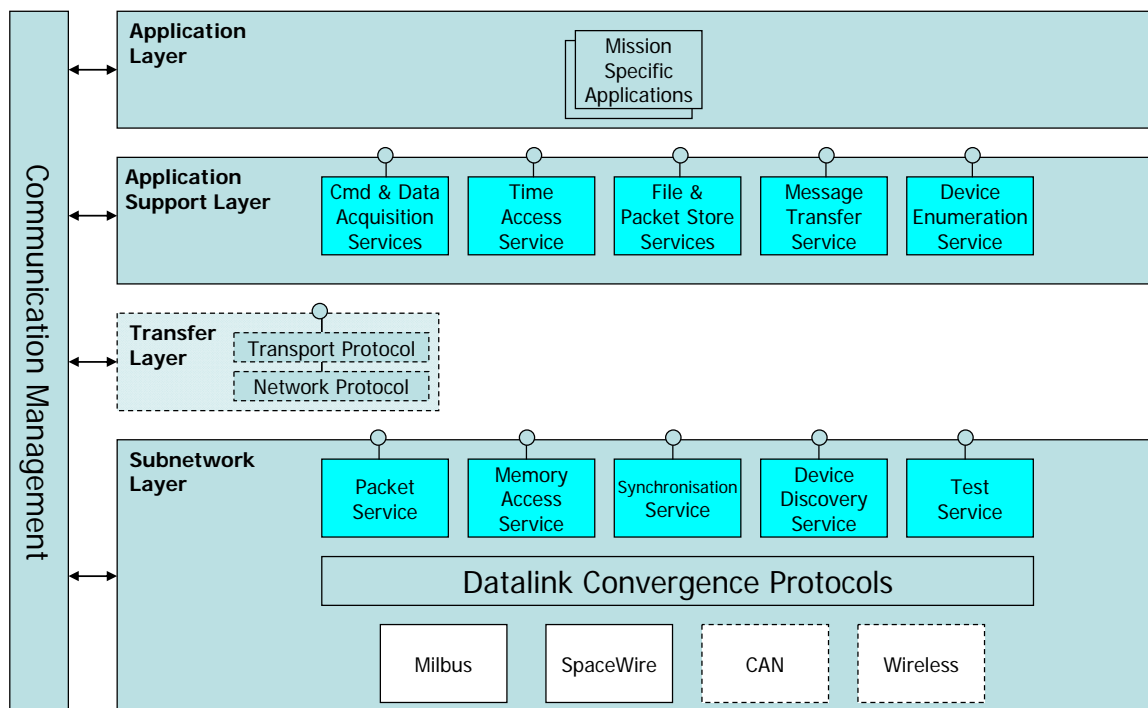 Communication Management
Application
Layer
Mission
Specific
Applications
Application
Support Layer
Cmd & Data
Acquisition
Services
Time
Access
Service
File &
Packet Store
Services
Message
Transfer
Service
Device
Enumeration
Service
Transfer
Layer
Transport Protocol
Network Protocol
Subnetwork
Layer
Packet
Service
Memory
Access
Service
Synchronisation
Service
Device
Discovery
Service
Test
Service
Datalink Convergence Protocols
Milbus
SpaceWire
CAN
Wireless